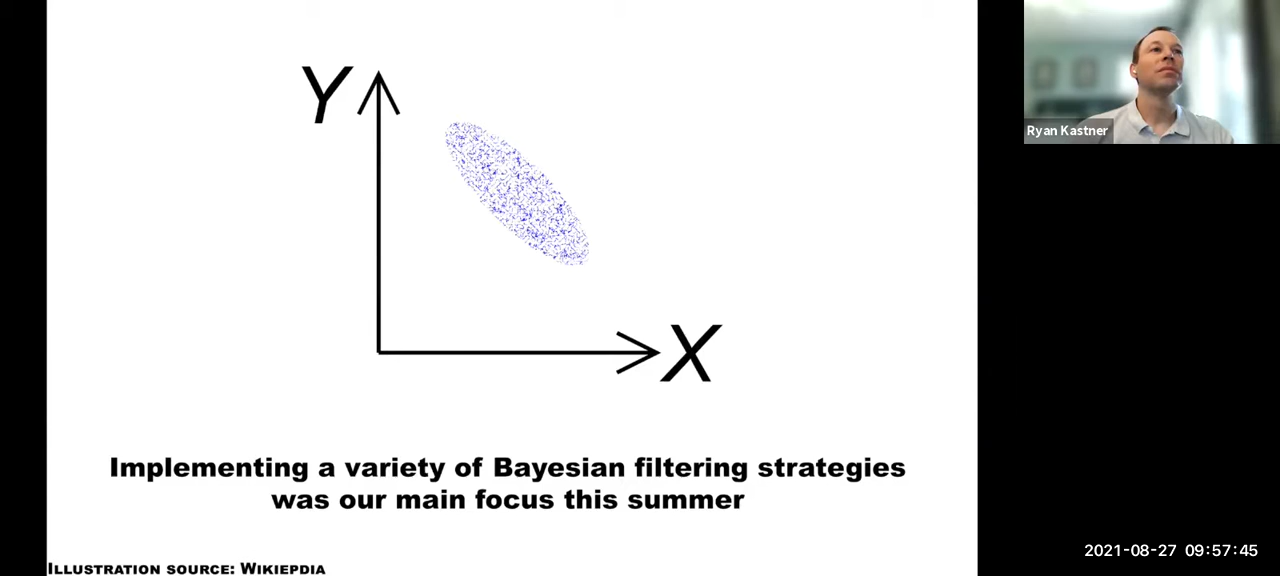 Y
X
Implementing a variety of Bayesian filtering strategies
was our main focus this summer
Illustration source: Wikiepdia
Ryan Kastner
2021-08-27 09:57:45